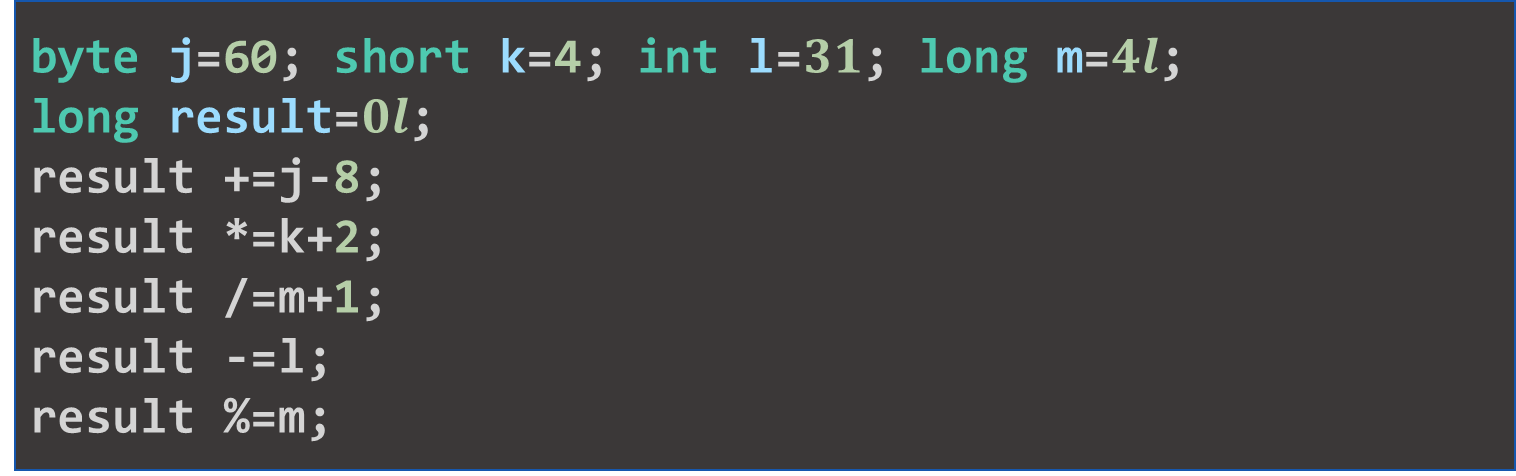 byte j=60; short k=4; int l=31; long m=4l;
long result=0l;
result +=j-8;
result *=k+2;
result /=m+1;
result -=l;
result %=m;